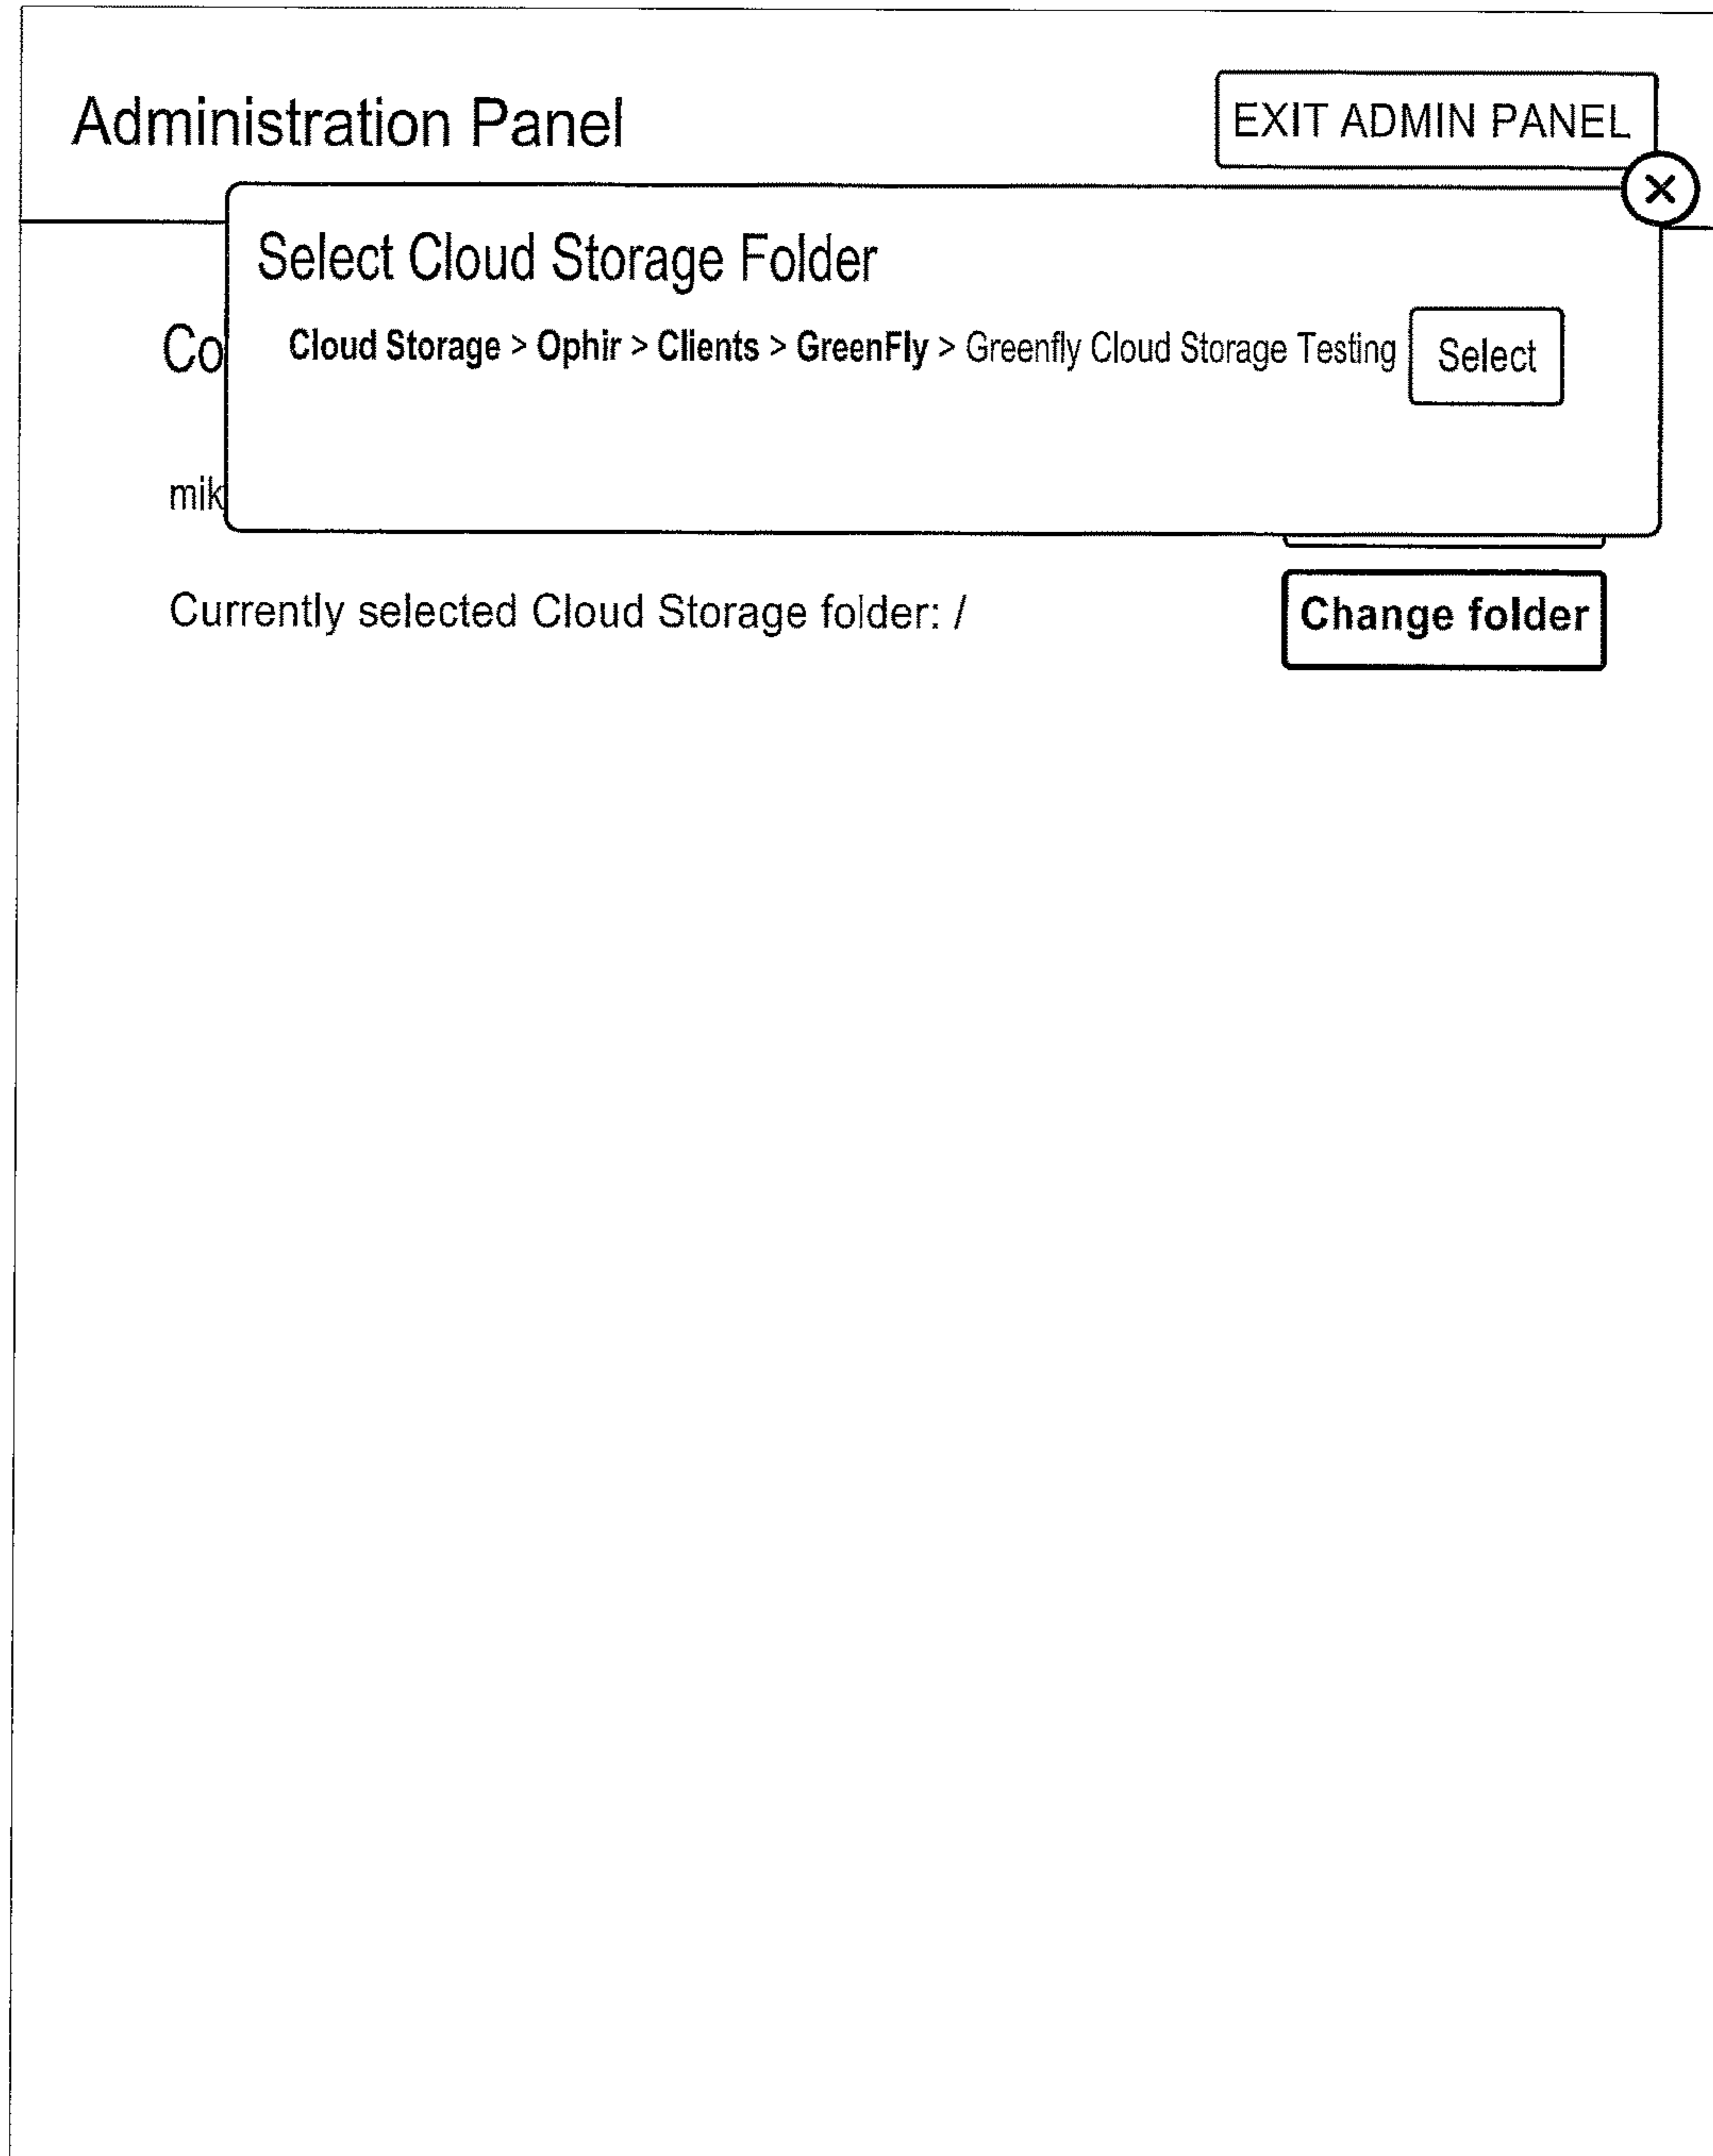 Administration Panel
EXIT ADMIN PANEL
Select Cloud Storage Folder
Co
Cloud Storage > Ophir > Clients > GreenFly > Greenfly Cloud Storage Testing
Select
mik
Currently selected Cloud Storage folder: /
Change folder